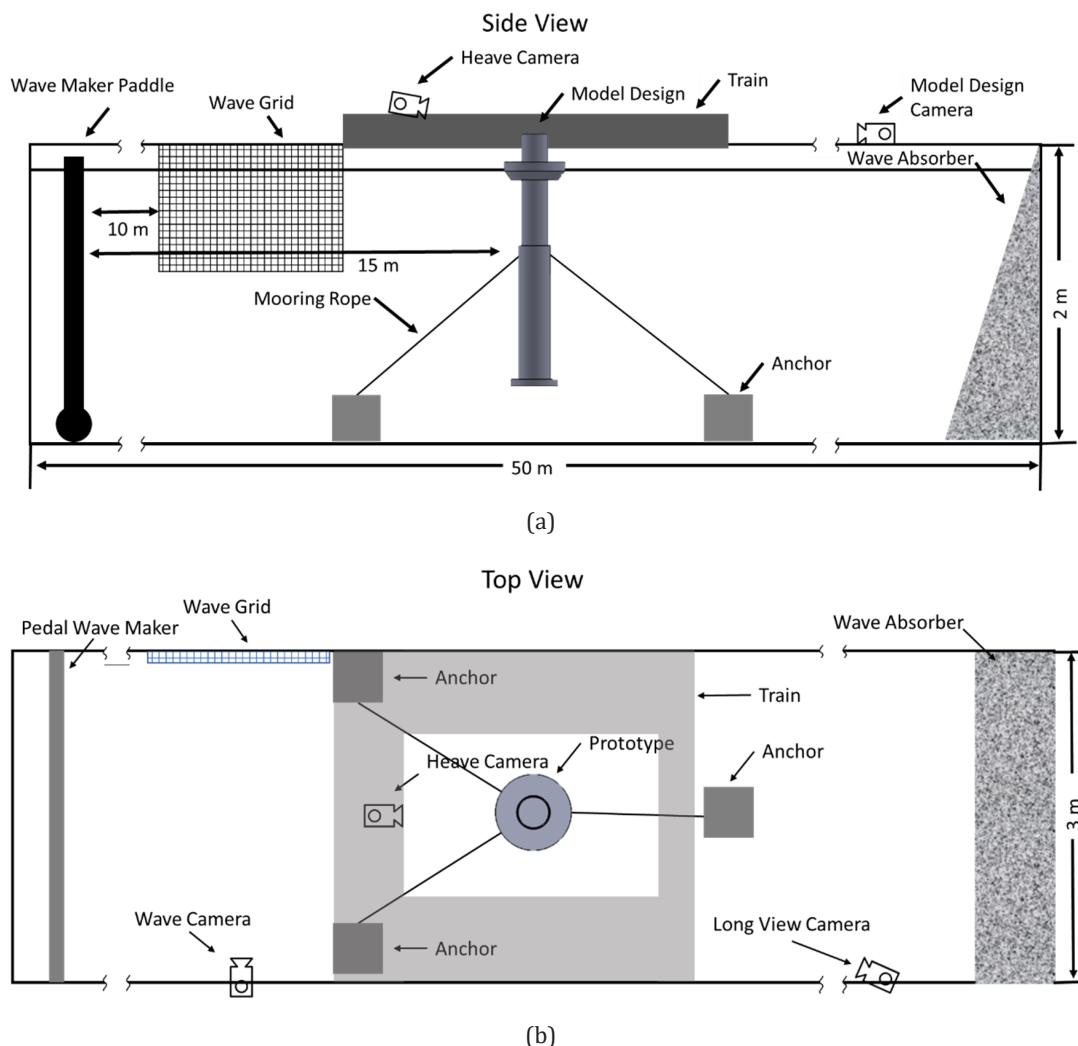 Side View
Heave Camera
Wave Maker Paddle
Wave Grid
Model Design
Train
Model Design
Camera
Wave Absorber
10 m
15 m
Mooring Rope
2 m
Anchor
50 m
(a)
Top View
Wave Grid
Pedal Wave Maker
Wave Absorber
Anchor
Train
Prototype
Heave Camera
Anchor
3 m
Wave Camera
Long View Camera
Anchor
(b)